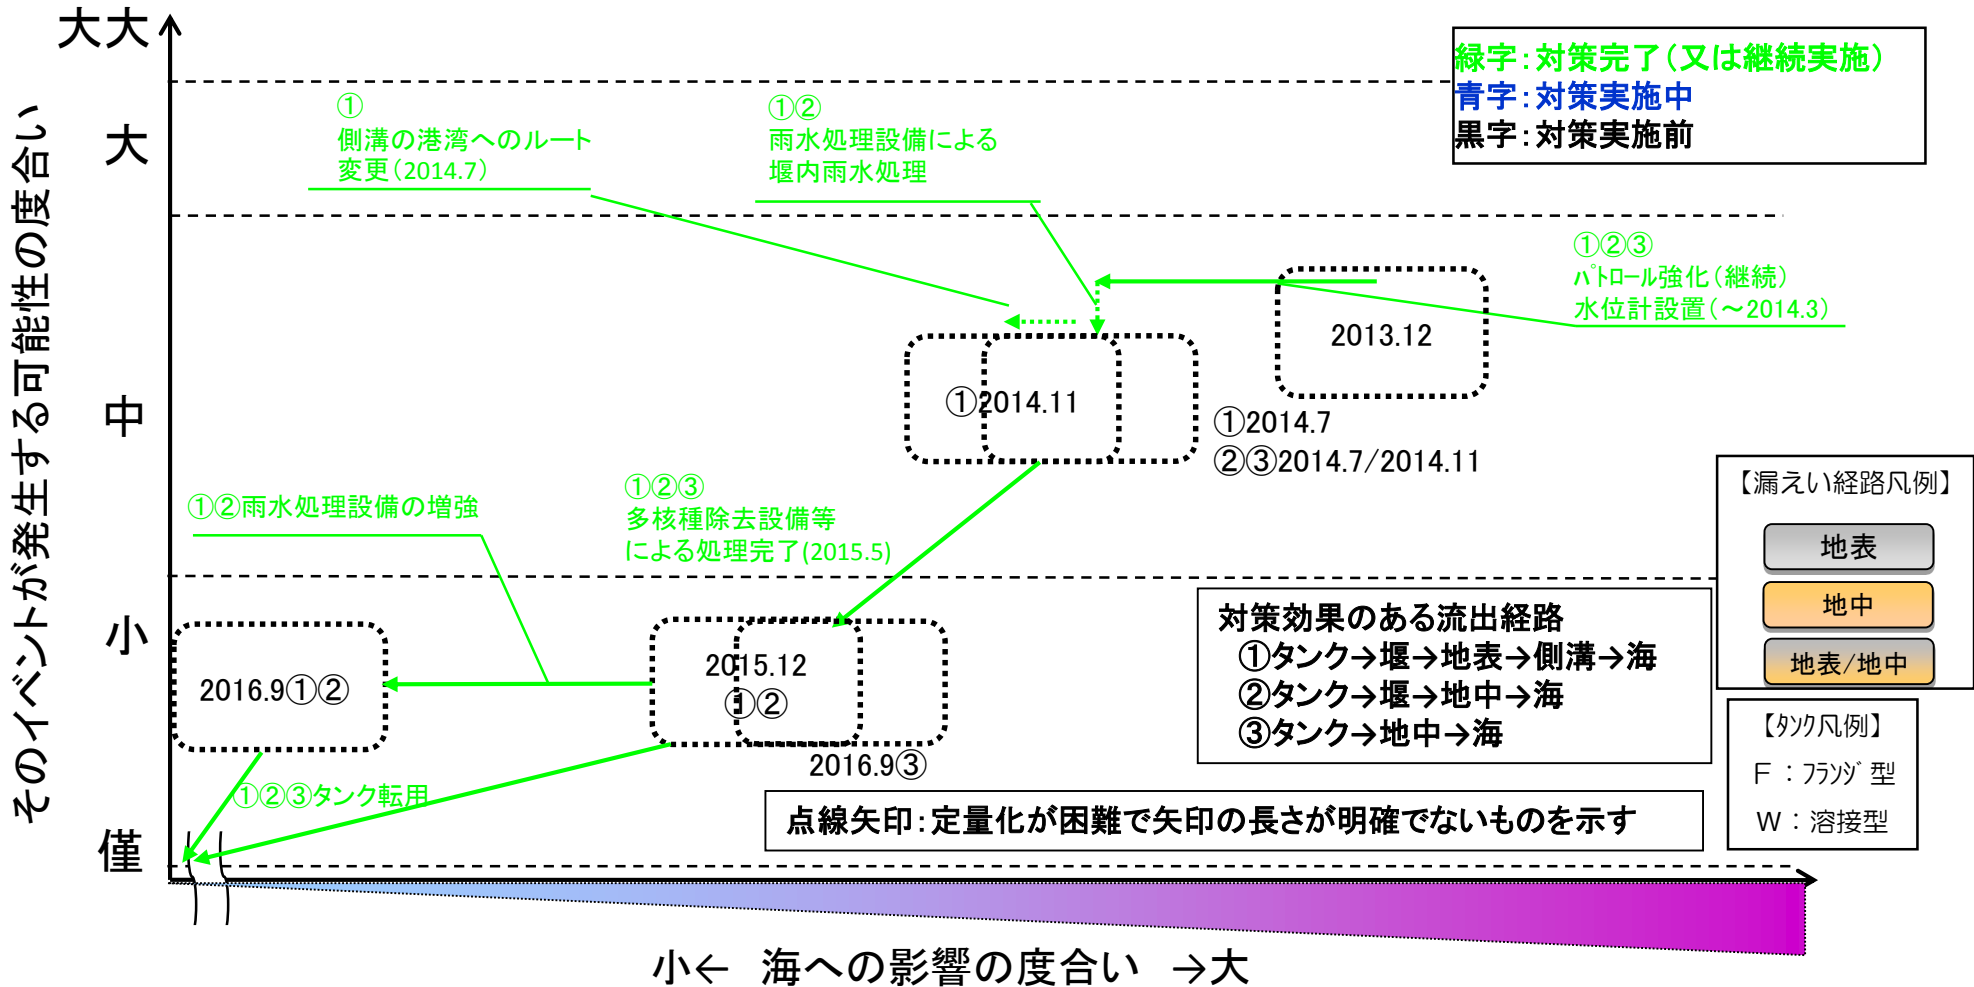 大大
大
中
小
僅
そのイベントが発生する可能性の度合い
緑字：対策完了（又は継続実施）
青字：対策実施中
黒字：対策実施前
①
側溝の港湾へのルート
変更（2014.7）
①②
雨水処理設備による
堰内雨水処理
①②③
ﾊﾟﾄﾛｰﾙ強化（継続）
水位計設置（～2014.3）
2013.12
①2014.11
①2014.7
②③2014.7/2014.11
①②雨水処理設備の増強
①②③
多核種除去設備等
による処理完了(2015.5)
【漏えい経路凡例】
地表
地中
地表/地中
2016.9①②
2015.12
①②
2016.9③
対策効果のある流出経路
①タンク→堰→地表→側溝→海
②タンク→堰→地中→海
③タンク→地中→海
【ﾀﾝｸ凡例】
Ｆ：ﾌﾗﾝｼﾞ型
Ｗ：溶接型
①②③タンク転用
点線矢印：定量化が困難で矢印の長さが明確でないものを示す
小← 海への影響の度合い →大